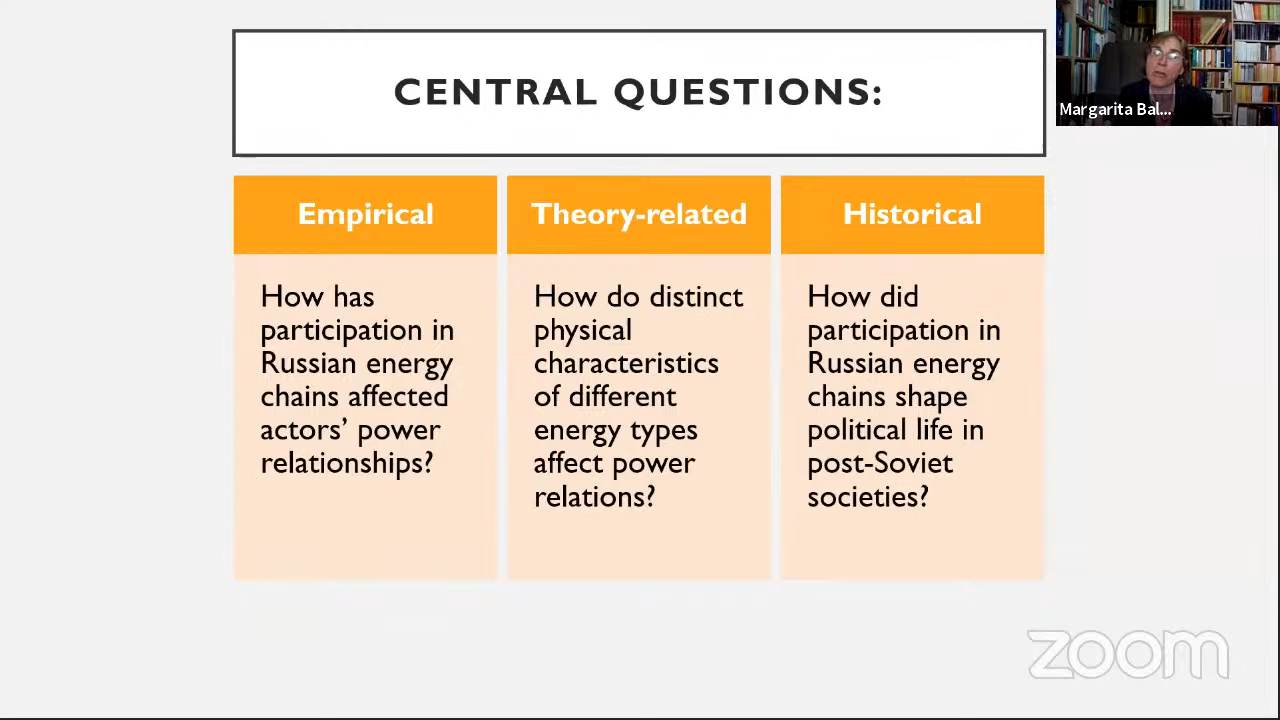 CENTRAL QUESTIONS:
Margarita Bal...
Empirical
How has
participation in
Russian energy
chains affected
actors’ power
relationships?
Theory-related
How do distinct
physical
characteristics
of different
energy types
affect power
relations?
Historical
How did
participation in
Russian energy
chains shape
political life in
post-Soviet
societies?
zoom